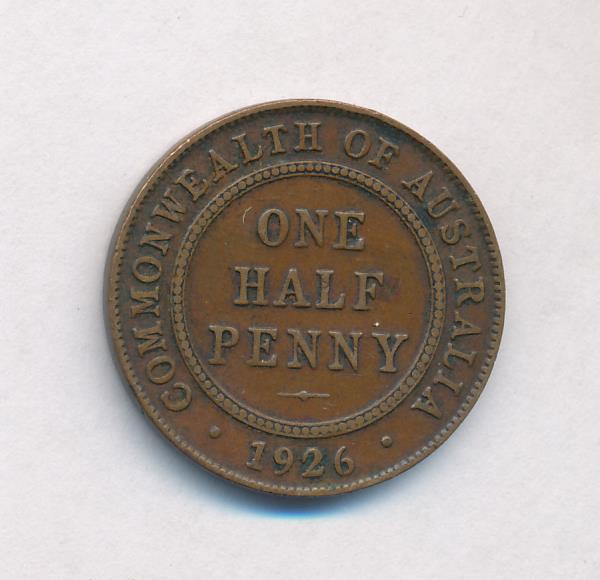 COMMONWEALTH OF AUSTRALIA
ONE
HALF
PENNY
1926